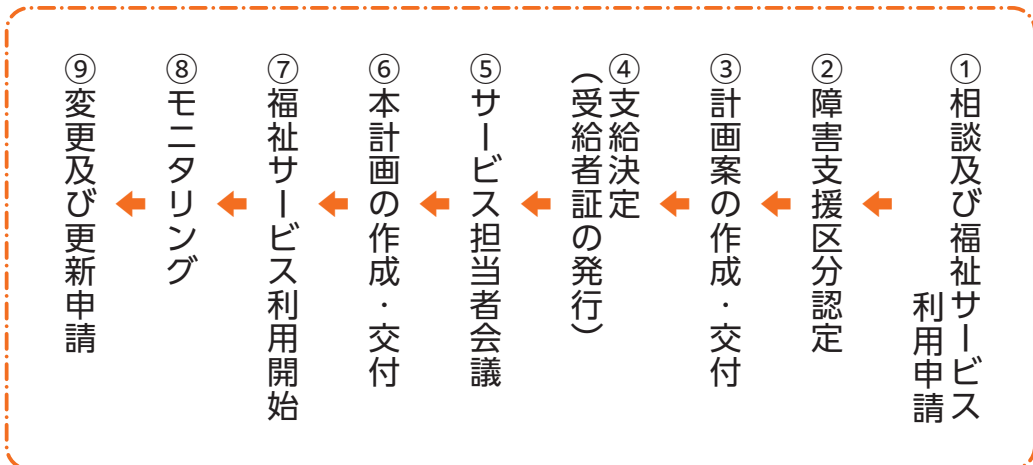 ①相談及び福祉サービス
利用申請
②障害支援区分認定
③計画案の作成・交付
④支給決定
（受給者証の発行）
⑤サービス担当者会議
⑥本計画の作成・交付
⑦福祉サービス利用開始
⑧モニタリング
⑨変更及び更新申請